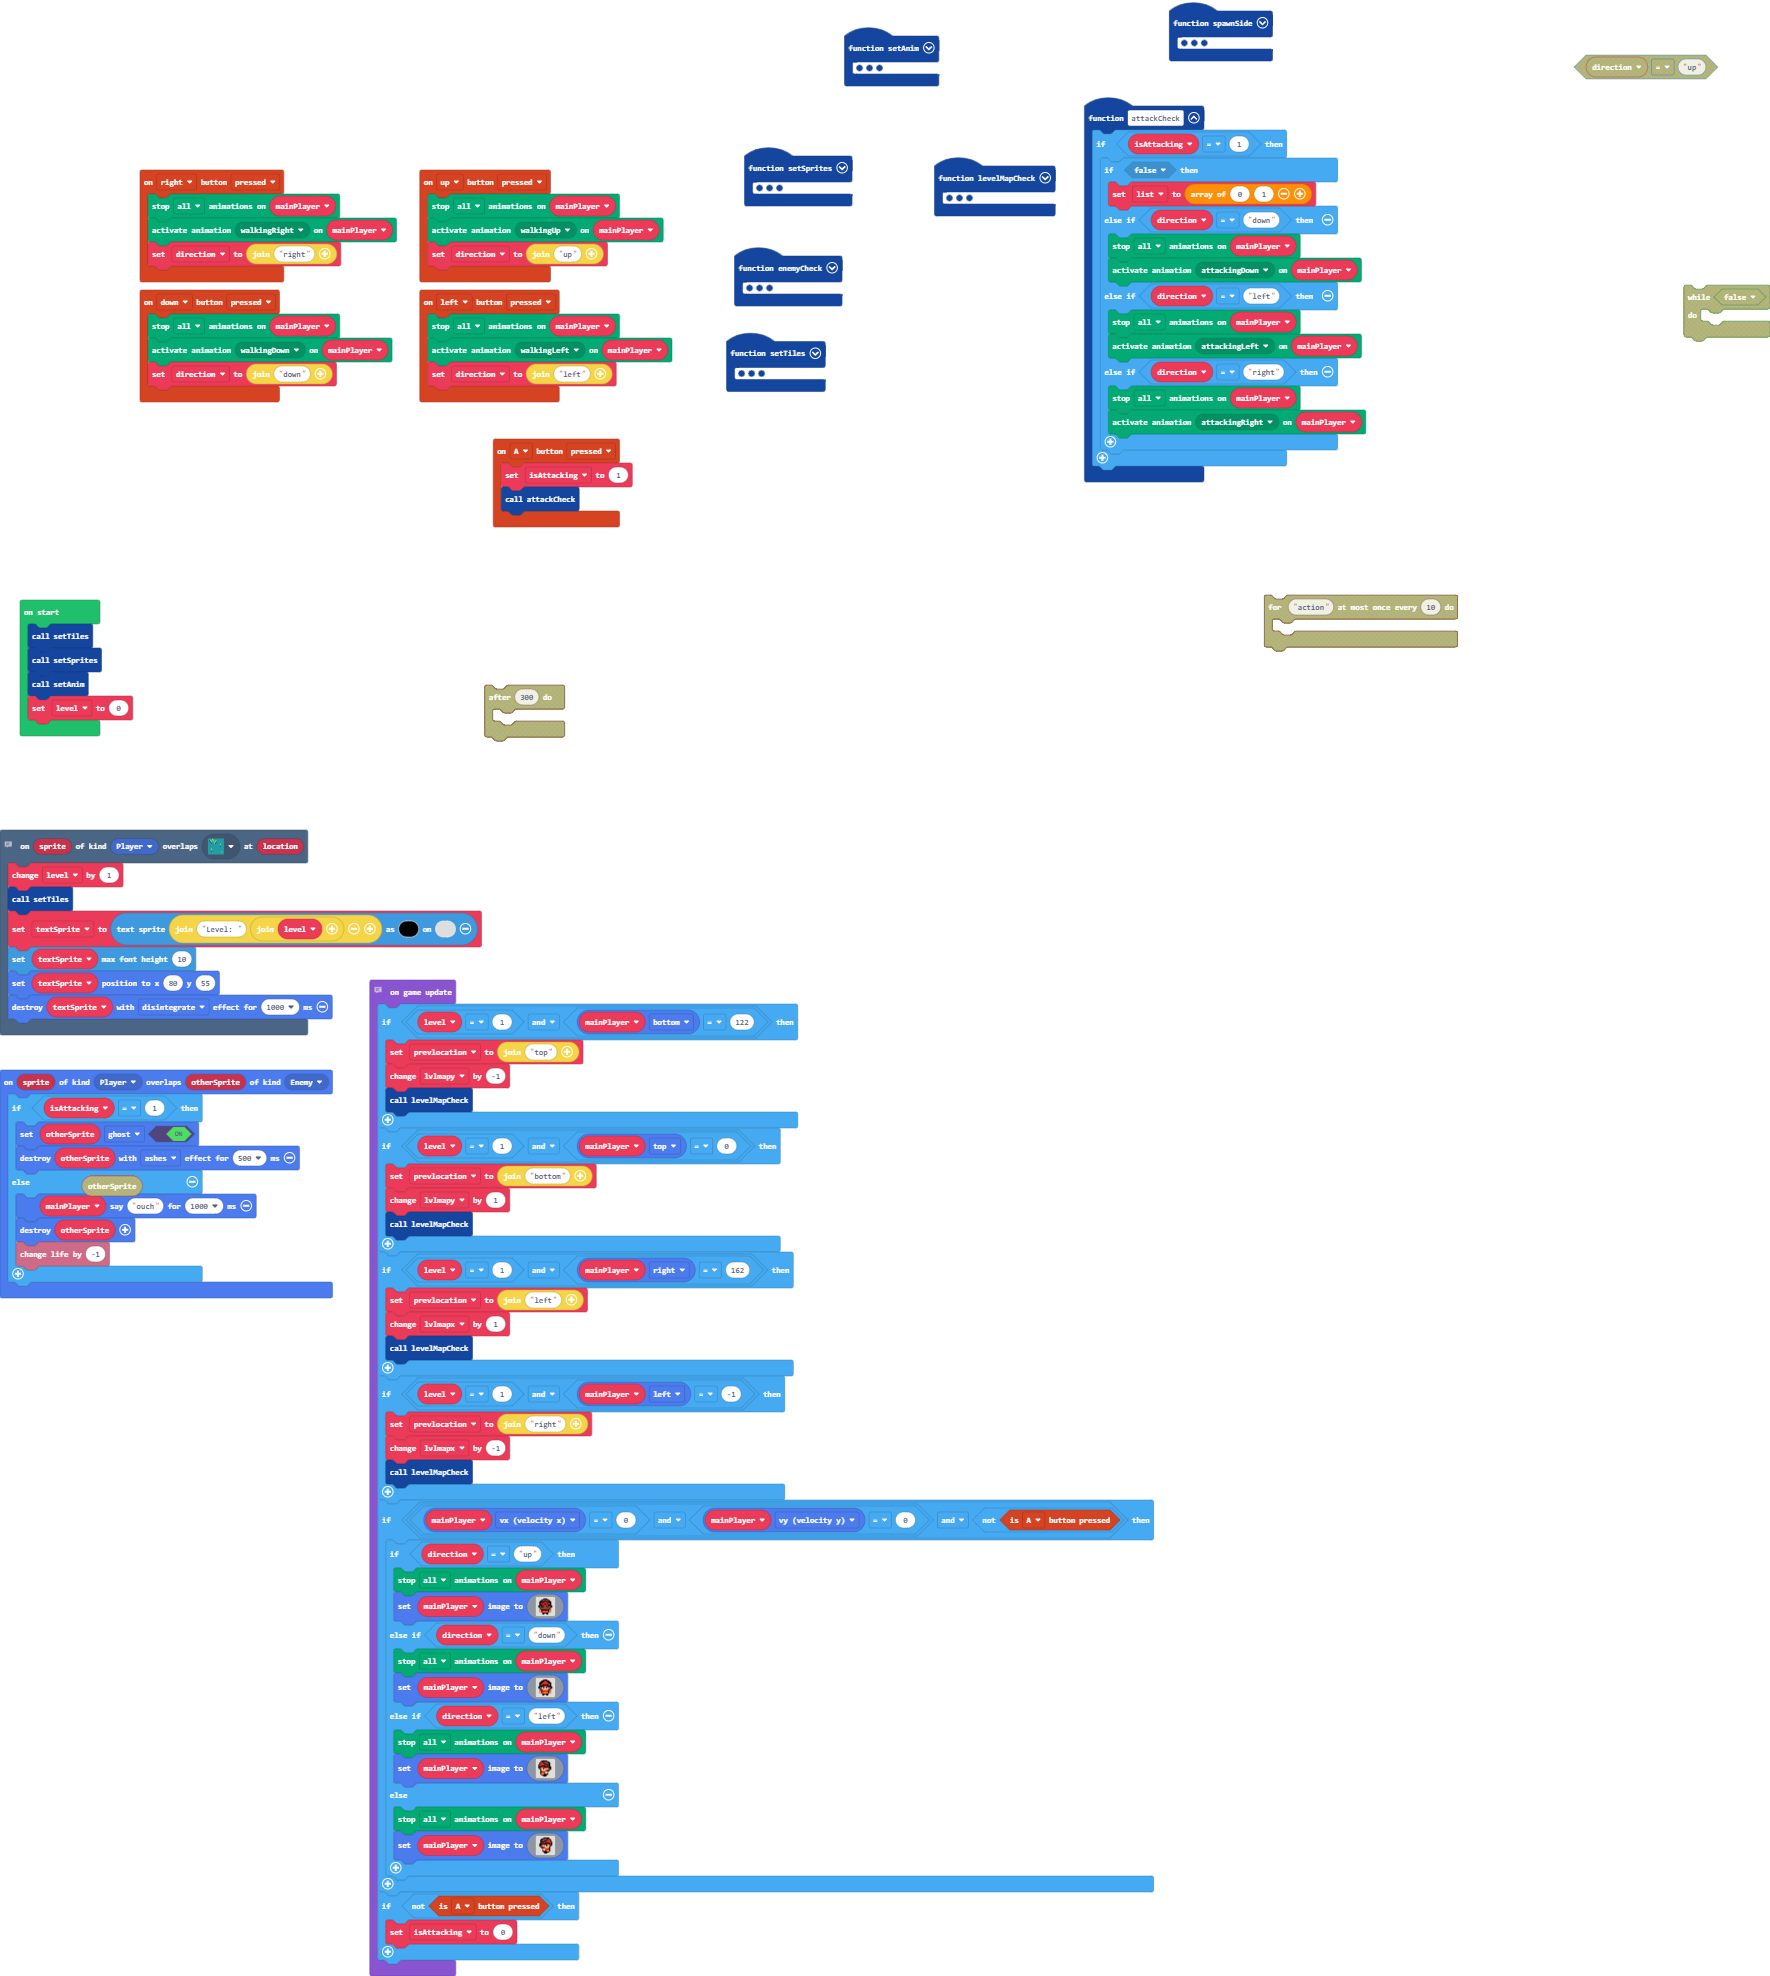 function setAnim
function spawnSide
direction = "up"
function attackCheck
if isAttacking = 1 then
if false then
set list to array of 0 1
else if direction = "down" then
stop all animations on mainPlayer
activate animation attackingDown on mainPlayer
else if direction = "left" then
stop all animations on mainPlayer
activate animation attackingLeft on mainPlayer
else if direction = "right" then
stop all animations on mainPlayer
activate animation attackingRight on mainPlayer
function setSprites
function levelMapCheck
function enemyCheck
function setTiles
while false
do
on right button pressed
stop all animations on mainPlayer
activate animation walkingRight on mainPlayer
set direction to join "right"
on up button pressed
stop all animations on mainPlayer
activate animation walkingUp on mainPlayer
set direction to join "up"
on down button pressed
stop all animations on mainPlayer
activate animation walkingDown on mainPlayer
set direction to join "down"
on left button pressed
stop all animations on mainPlayer
activate animation walkingLeft on mainPlayer
set direction to join "left"
on A button pressed
set isAttacking to 1
call attackCheck
for "action" at most once every 10 do
on start
call setTiles
call setSprites
call setAnim
set level to 0
after 300 do
on sprite of kind Player overlaps at location
change level by 1
call setTiles
set textSprite to text sprite join "Level: " join level as on
set textSprite max font height 10
set textSprite position to x 80 y 55
destroy textSprite with disintegrate effect for 1000 ms
on sprite of kind Player overlaps otherSprite of kind Enemy
if isAttacking = 1 then
set otherSprite ghost ON
destroy otherSprite with ashes effect for 500 ms
else
otherSprite
mainPlayer say "ouch" for 1000 ms
destroy otherSprite
change life by -1
on game update
if level = 1 and mainPlayer bottom = 122 then
set prevlocation to join "top"
change lvlmapy by -1
call levelMapCheck
if level = 1 and mainPlayer top = 0 then
set prevlocation to join "bottom"
change lvlmapy by 1
call levelMapCheck
if level = 1 and mainPlayer right = 162 then
set prevlocation to join "left"
change lvlmapx by 1
call levelMapCheck
if level = 1 and mainPlayer left = -1 then
set prevlocation to join "right"
change lvlmapx by -1
call levelMapCheck
if mainPlayer vx (velocity x) = 0 and mainPlayer vy (velocity y) = 0 and not is A button pressed then
if direction = "up" then
stop all animations on mainPlayer
set mainPlayer image to
else if direction = "down" then
stop all animations on mainPlayer
set mainPlayer image to
else if direction = "left" then
stop all animations on mainPlayer
set mainPlayer image to
else
stop all animations on mainPlayer
set mainPlayer image to
if not is A button pressed then
set isAttacking to 0